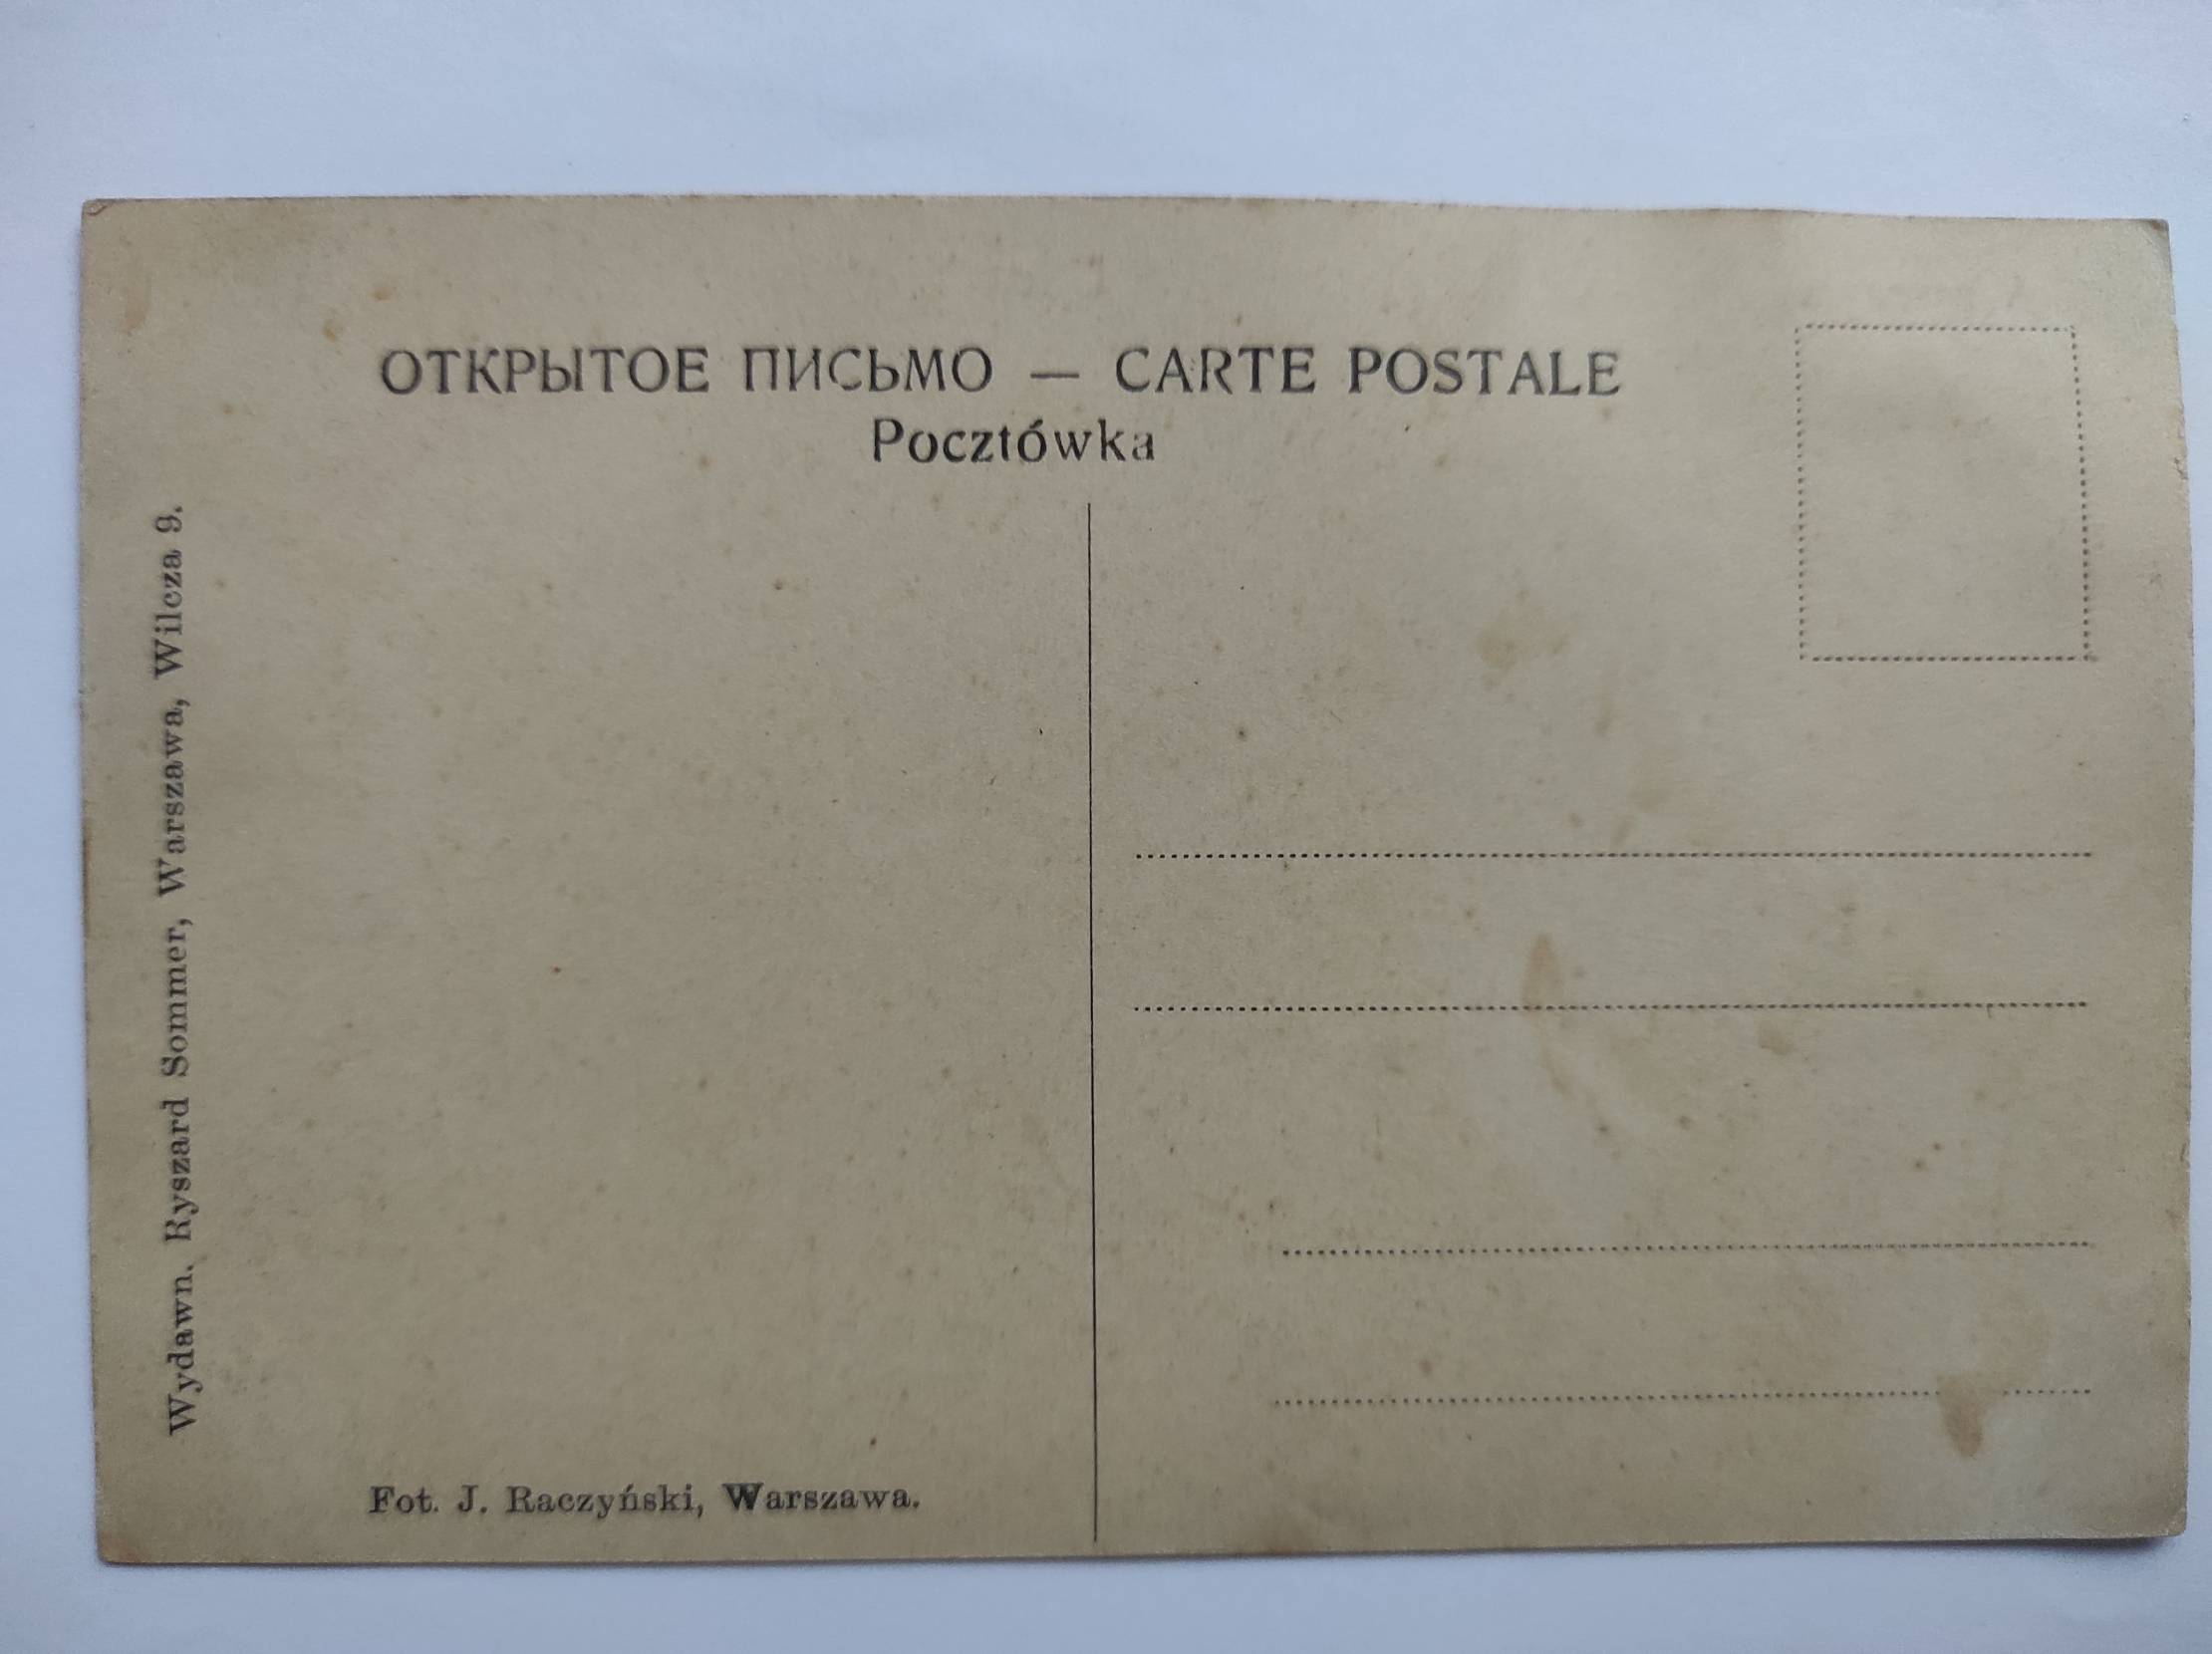 ОТКРЫТОЕ ПИСЬМО — CARTE POSTALE
Pocztówka
Wydawn. Ryszard Sommer, Warszawa, Wilcza 9.
Fot. J. Raczyński, Warszawa.